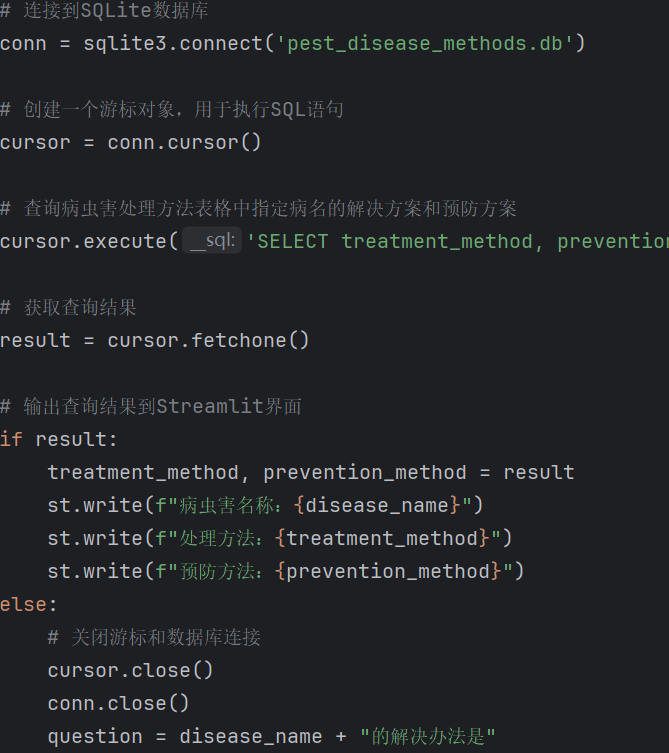 # 连接到SQLite数据库
conn = sqlite3.connect('pest_disease_methods.db')
# 创建一个游标对象，用于执行SQL语句
cursor = conn.cursor()
# 查询病虫害处理方法表格中指定病名的解决方案和预防方案
cursor.execute( __sql: 'SELECT treatment_method, prevention
# 获取查询结果
result = cursor.fetchone()
# 输出查询结果到Streamlit界面
if result:
    treatment_method, prevention_method = result
    st.write(f"病虫害名称：{disease_name}")
    st.write(f"处理方法：{treatment_method}")
    st.write(f"预防方法：{prevention_method}")
else:
    # 关闭游标和数据库连接
    cursor.close()
    conn.close()
    question = disease_name + "的解决办法是"